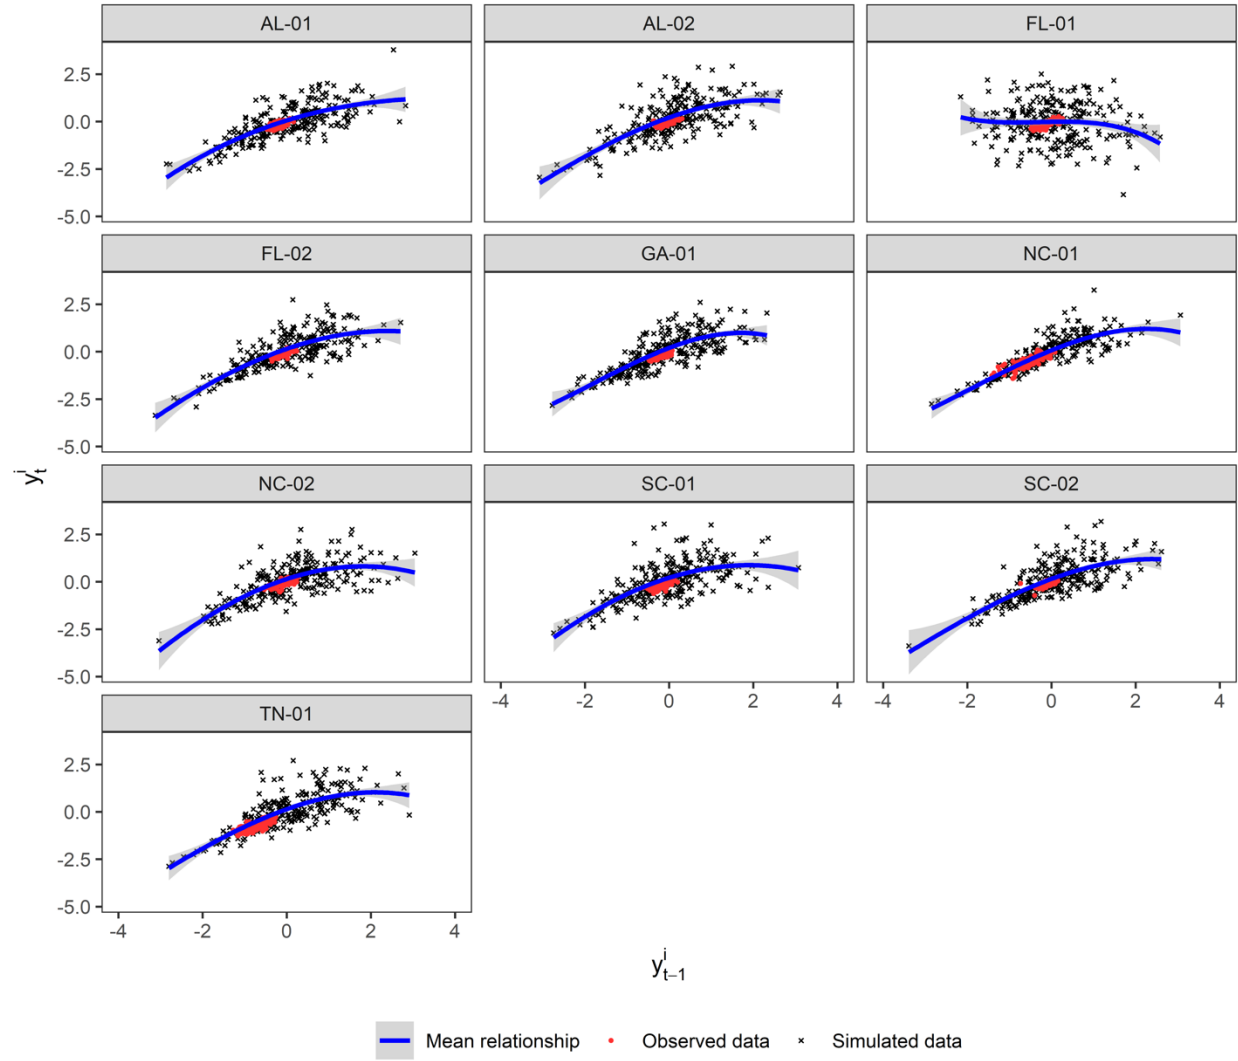 AL-01 AL-02 FL-01
2.5
0.0
-2.5
-5.0
FL-02 GA-01 NC-01
2.5
0.0
-2.5
-5.0
NC-02 SC-01 SC-02
2.5
0.0
-2.5
-5.0
-4 -2 0 2 4 -4 -2 0 2 4
TN-01
2.5
0.0
-2.5
-5.0
-4 -2 0 2 4
y_t^i
y_{t−1}^i
Mean relationship Observed data Simulated data